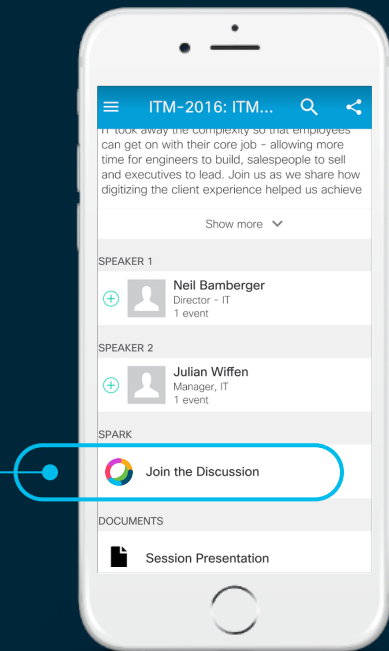 ITM-2016: ITM...
IT took away the complexity so that employees
can get on with their core job - allowing more
time for engineers to build, salespeople to sell
and executives to lead. Join us as we share how
digitizing the client experience helped us achieve
Show more
SPEAKER 1
Neil Bamberger
Director - IT
1 event
SPEAKER 2
Julian Wiffen
Manager, IT
1 event
SPARK
Join the Discussion
DOCUMENTS
Session Presentation